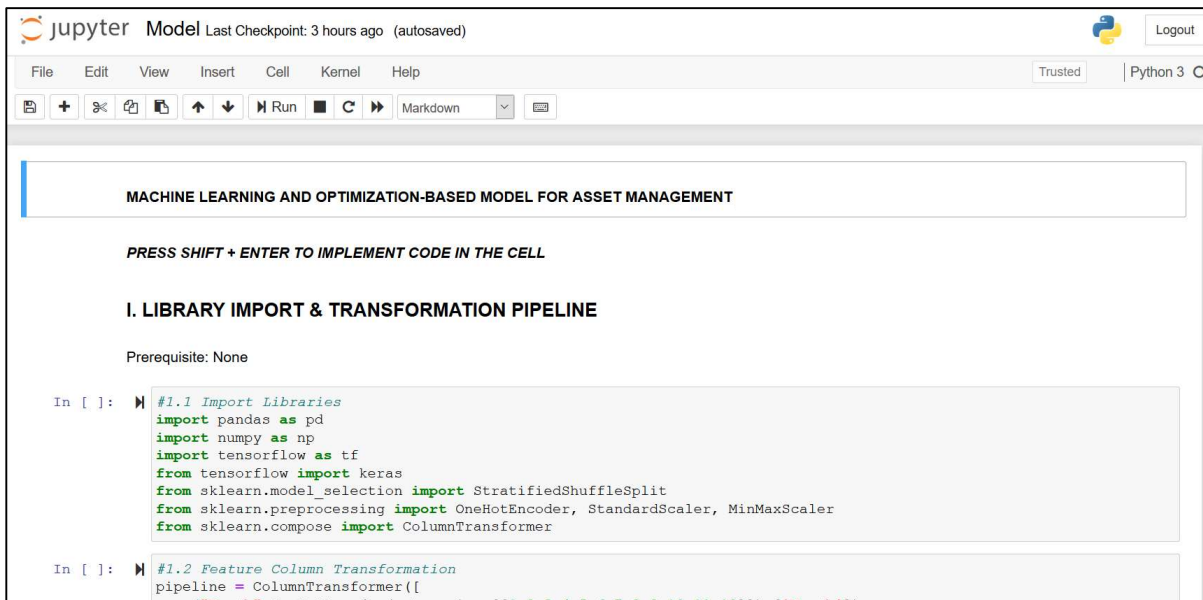 jupyter Model Last Checkpoint: 3 hours ago (autosaved)
Logout
File Edit View Insert Cell Kernel Help
Trusted
Python 3
Run
Markdown
MACHINE LEARNING AND OPTIMIZATION-BASED MODEL FOR ASSET MANAGEMENT
PRESS SHIFT + ENTER TO IMPLEMENT CODE IN THE CELL
I. LIBRARY IMPORT & TRANSFORMATION PIPELINE
Prerequisite: None
In [ ]:
#1.1 Import Libraries
import pandas as pd
import numpy as np
import tensorflow as tf
from tensorflow import keras
from sklearn.model_selection import StratifiedShuffleSplit
from sklearn.preprocessing import OneHotEncoder, StandardScaler, MinMaxScaler
from sklearn.compose import ColumnTransformer
In [ ]:
#1.2 Feature Column Transformation
pipeline = ColumnTransformer([